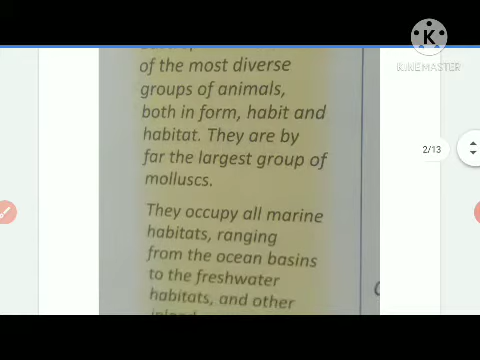 of the most diverse
groups of animals,
both in form, habit and
habitat. They are by
far the largest group of
molluscs.
They occupy all marine
habitats, ranging
from the ocean basins
to the freshwater
habitats, and other
2/13
KINEMASTER